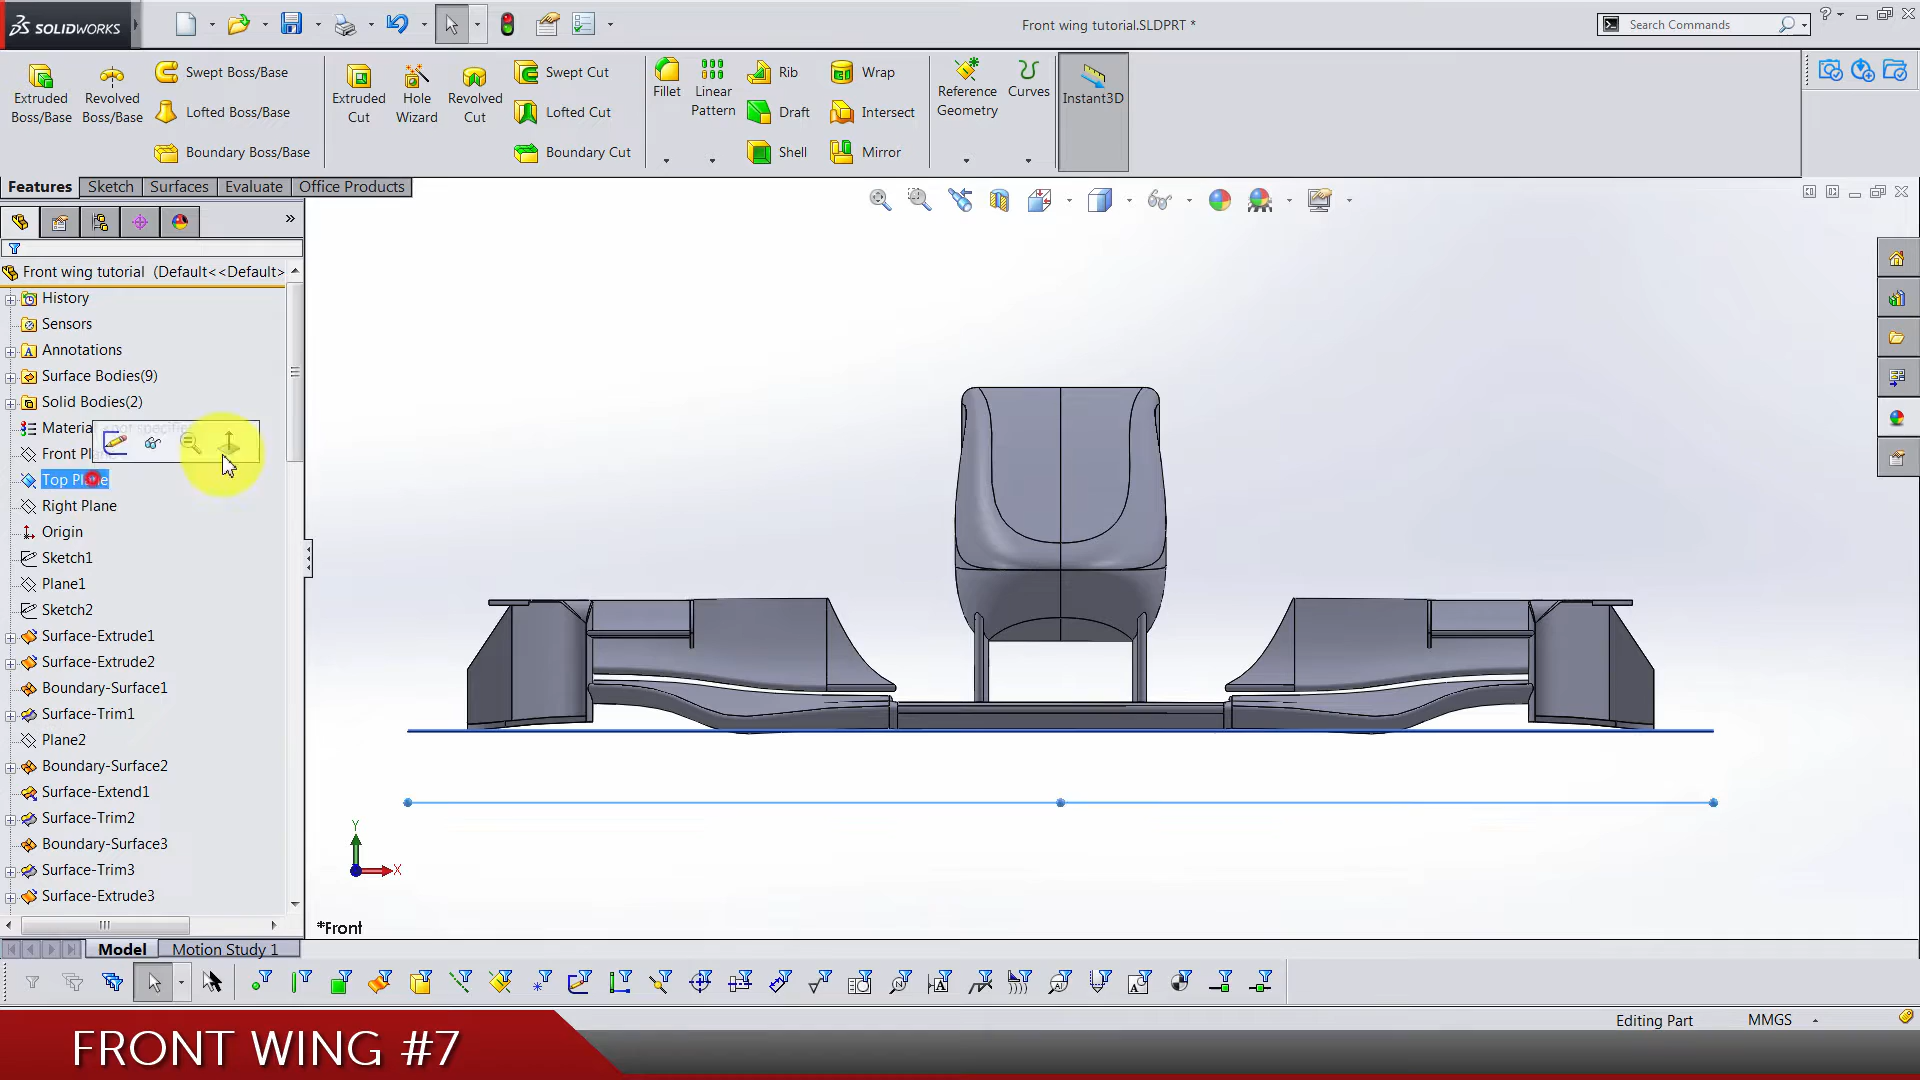 SOLIDWORKS
Front wing tutorial.SLDPRT *
Search Commands
Extruded Boss/Base
Revolved Boss/Base
Swept Boss/Base
Lofted Boss/Base
Boundary Boss/Base
Extruded Cut
Hole Wizard
Revolved Cut
Swept Cut
Lofted Cut
Boundary Cut
Fillet
Linear Pattern
Rib
Draft
Shell
Wrap
Intersect
Mirror
Reference Geometry
Curves
Instant3D
Features
Sketch
Surfaces
Evaluate
Office Products
Front wing tutorial (Default<<Default>
History
Sensors
Annotations
Surface Bodies(9)
Solid Bodies(2)
Top Plane
Right Plane
Origin
Sketch1
Plane1
Sketch2
Surface-Extrude1
Surface-Extrude2
Boundary-Surface1
Surface-Trim1
Plane2
Boundary-Surface2
Surface-Extend1
Surface-Trim2
Boundary-Surface3
Surface-Trim3
Surface-Extrude3
Y
X
*Front
Model
Motion Study 1
Editing Part
MMGS
FRONT WING #7